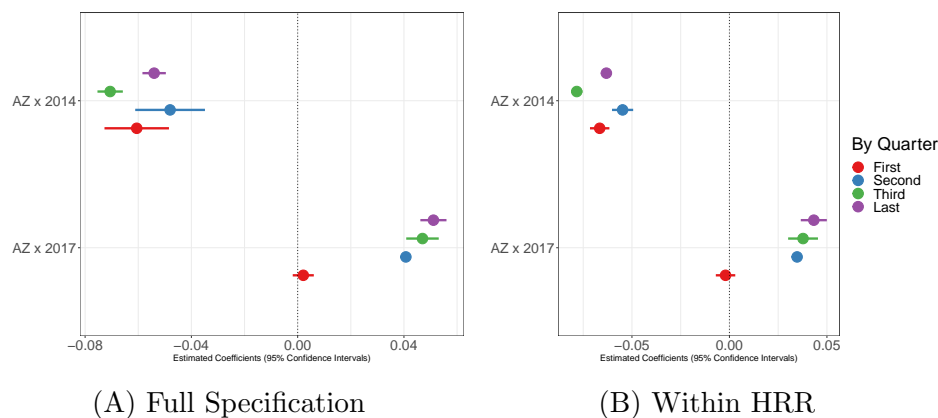 AZ x 2014
AZ x 2017
−0.08 −0.04 0.00 0.04
Estimated Coefficients (95% Confidence Intervals)
(A) Full Specification
AZ x 2014
AZ x 2017
−0.05 0.00 0.05
Estimated Coefficients (95% Confidence Intervals)
(B) Within HRR
By Quarter
First
Second
Third
Last